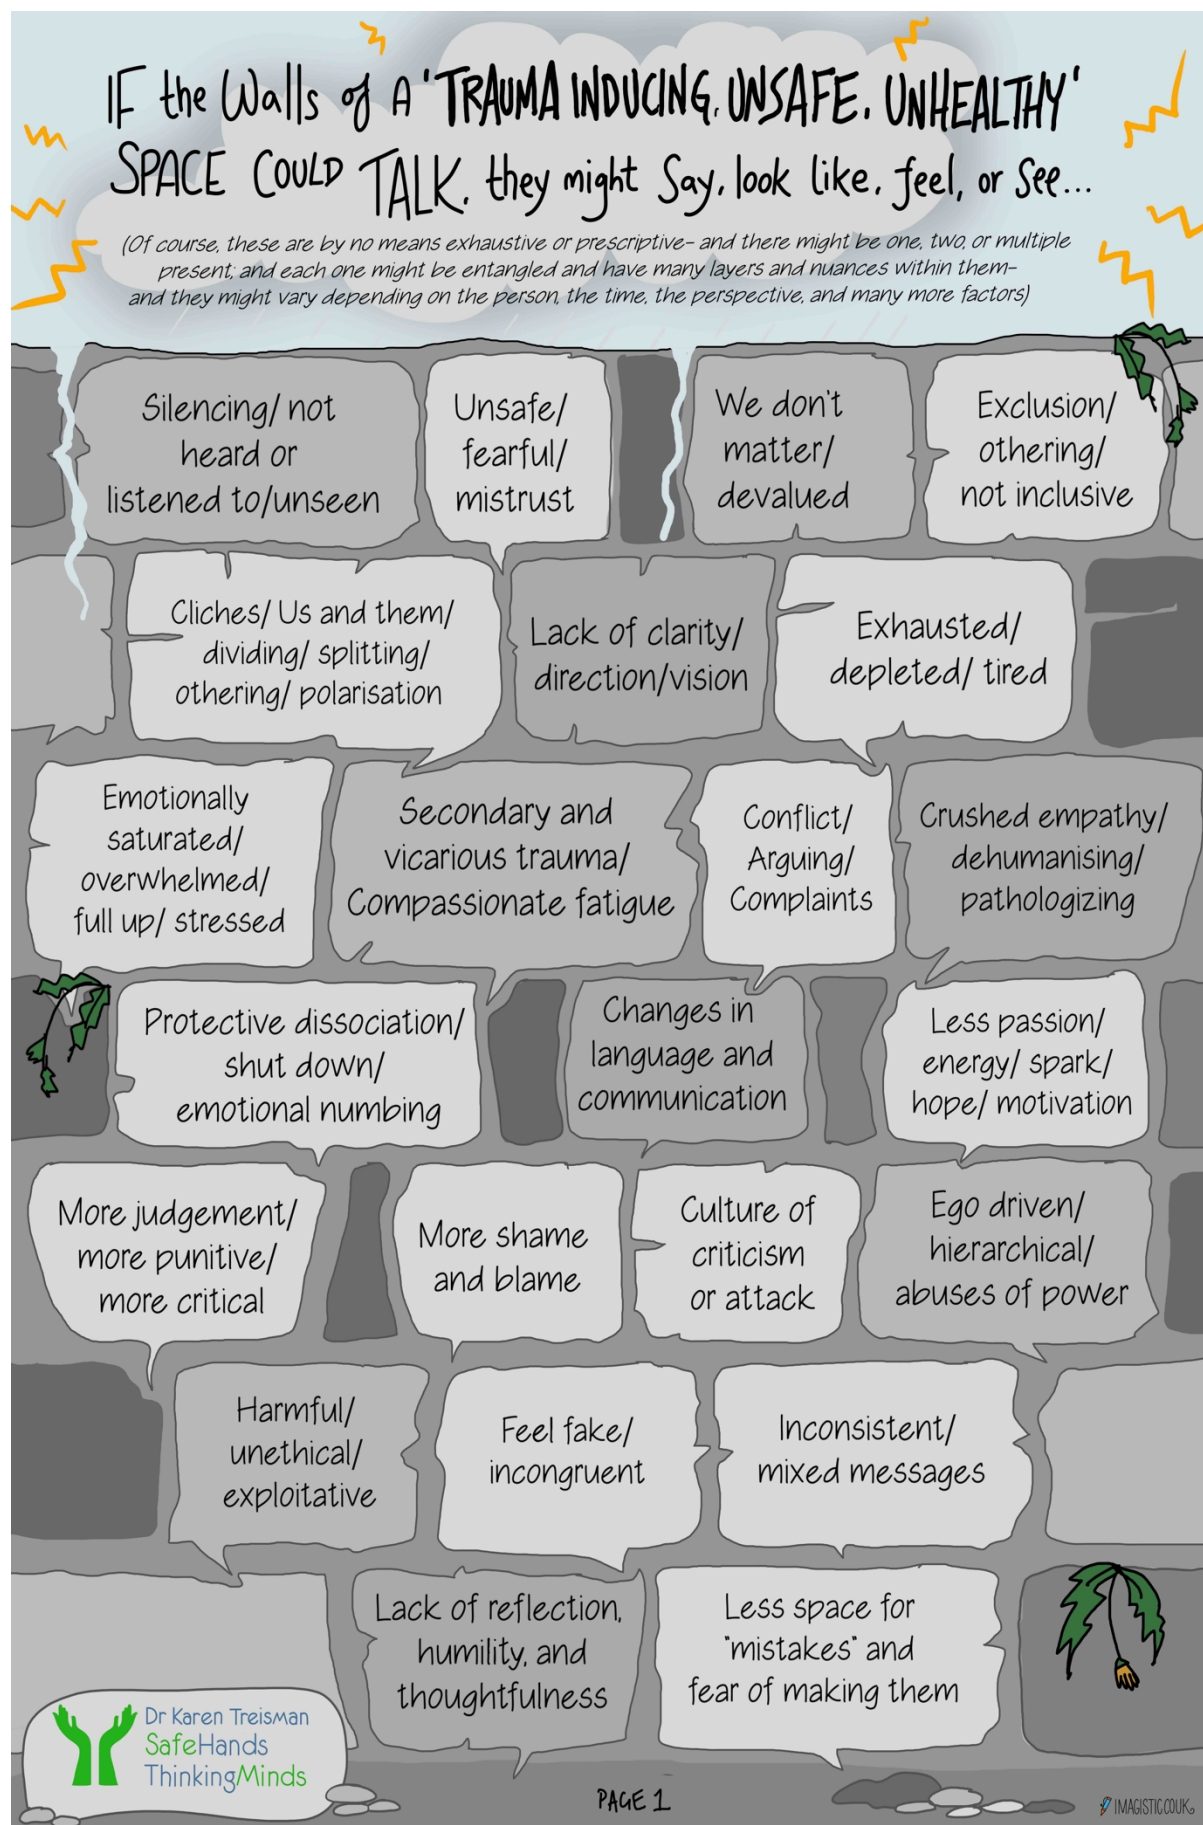 IF the Walls of A 'TRAUMA INDUCING, UNSAFE, UNHEALTHY'
SPACE COULD TALK, they might Say, look like, feel, or See...
(Of course, these are by no means exhaustive or prescriptive- and there might be one, two, or multiple
present; and each one might be entangled and have many layers and nuances within them-
and they might vary depending on the person, the time, the perspective, and many more factors)
Silencing/ not
heard or
listened to/unseen
Unsafe/
fearful/
mistrust
We don't
matter/
devalued
Exclusion/
othering/
not inclusive
Cliches/ Us and them/
dividing/ splitting/
othering/ polarisation
Lack of clarity/
direction/vision
Exhausted/
depleted/ tired
Emotionally
saturated/
overwhelmed/
full up/ stressed
Secondary and
vicarious trauma/
Compassionate fatigue
Conflict/
Arguing/
Complaints
Crushed empathy/
dehumanising/
pathologizing
Protective dissociation/
shut down/
emotional numbing
Changes in
language and
communication
Less passion/
energy/ spark/
hope/ motivation
More judgement/
more punitive/
more critical
More shame
and blame
Culture of
criticism
or attack
Ego driven/
hierarchical/
abuses of power
Harmful/
unethical/
exploitative
Feel fake/
incongruent
Inconsistent/
mixed messages
Lack of reflection,
humility, and
thoughtfulness
Less space for
"mistakes" and
fear of making them
Dr Karen Treisman
SafeHands
ThinkingMinds
PAGE 1
IMAGISTIC.CO.UK